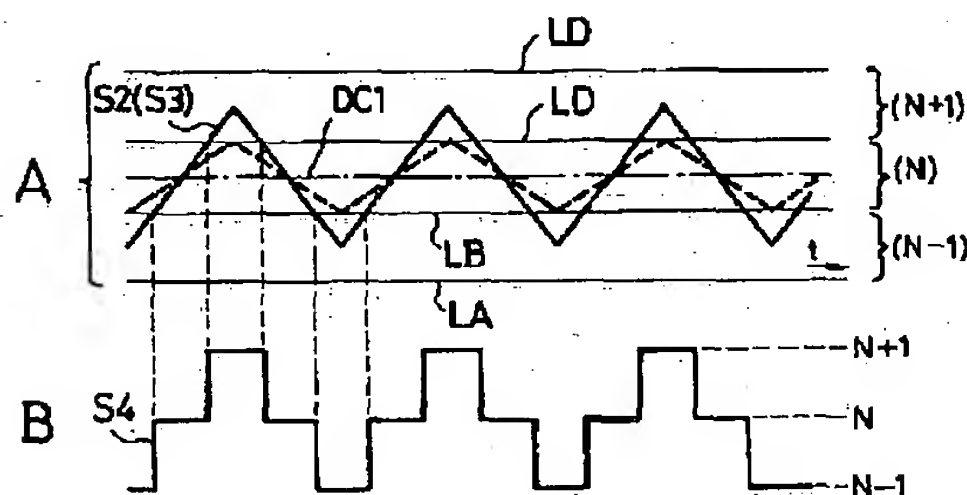 LD
S2(S3)
DC1
LD
(N+1)
A
(N)
LB
(N-1)
t
LA
N+1
B
S4
N
N-1